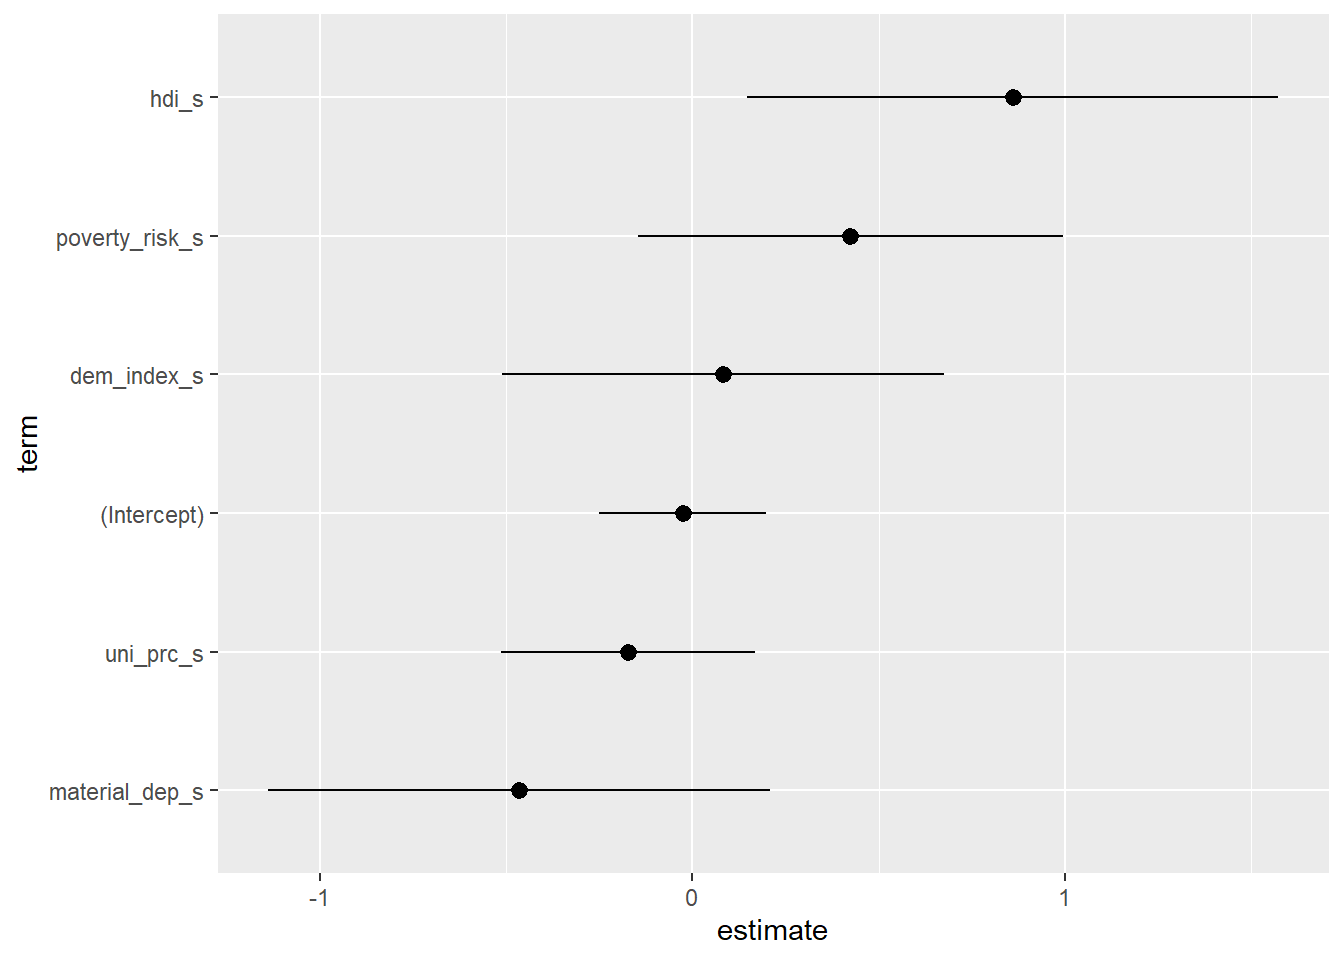 hdi_s
poverty_risk_s
dem_index_s
(Intercept)
uni_prc_s
material_dep_s
term
-1
0
1
estimate